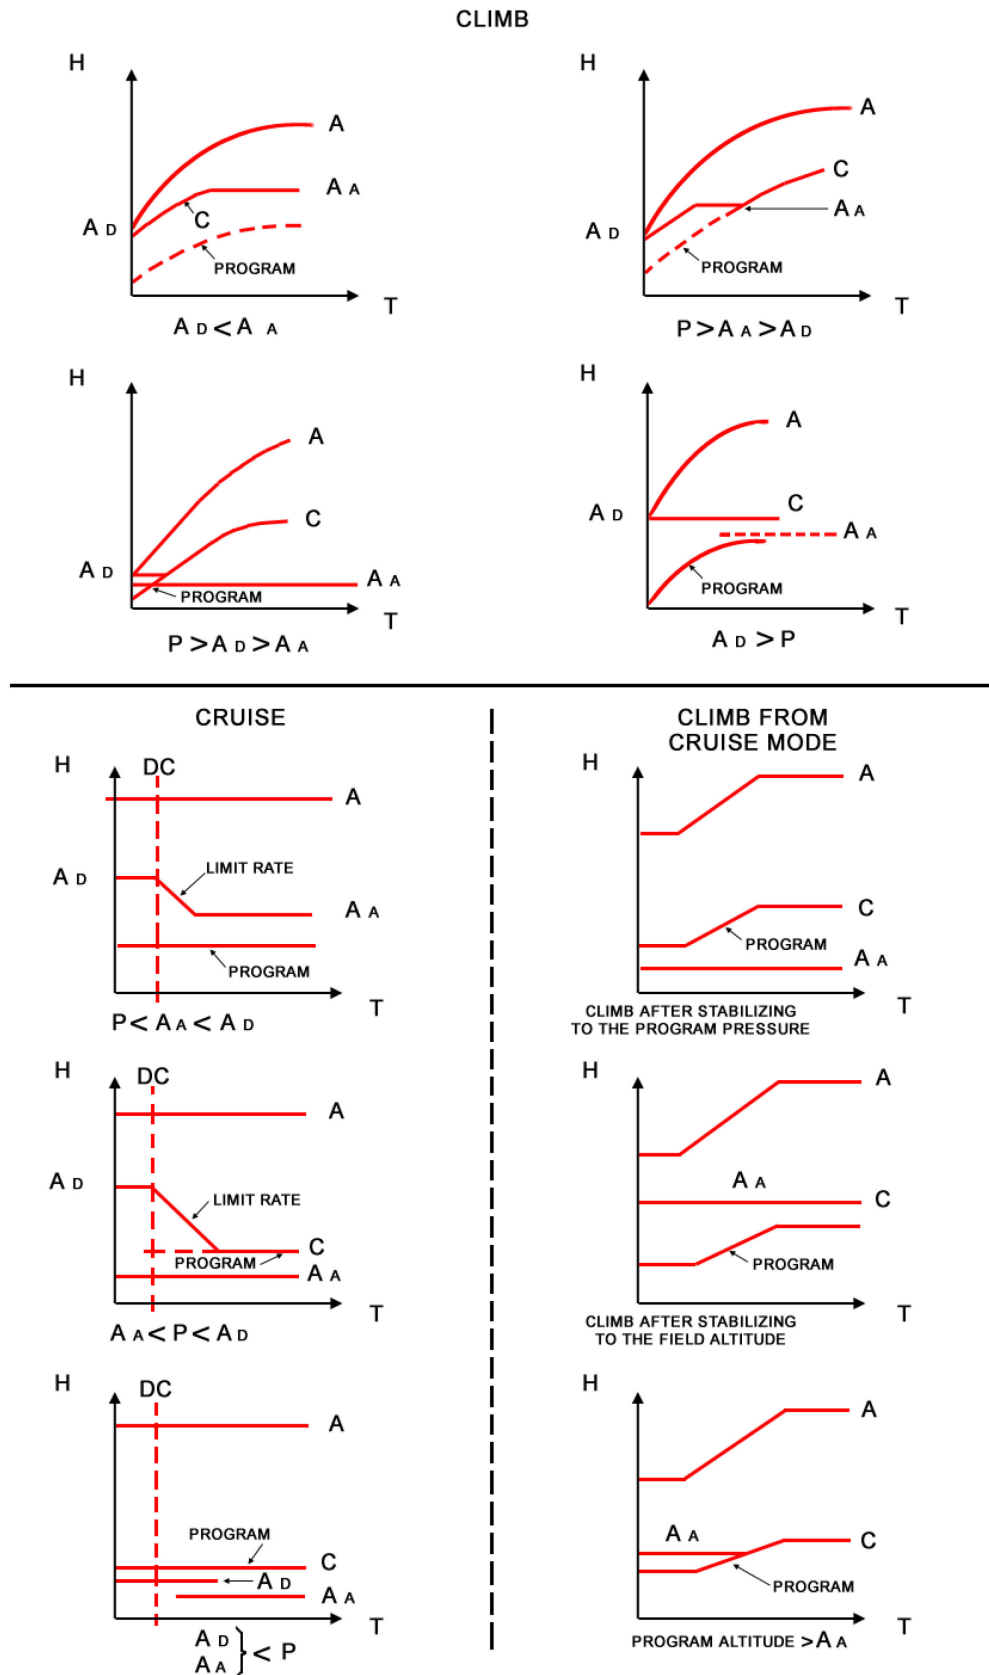 CLIMB
H
A
A A
A D
C
PROGRAM
T
A D < A A
H
A
C
A A
A D
PROGRAM
T
P > A A > A D
H
A
C
A D
A A
PROGRAM
T
P > A D > A A
H
A
C
A D
A A
PROGRAM
T
A D > P
CRUISE
H
DC
A
LIMIT RATE
A D
A A
PROGRAM
T
P < A A < A D
H
DC
A
A D
LIMIT RATE
C
PROGRAM
A A
T
A A < P < A D
H
DC
A
PROGRAM
C
A D
A A
T
A D
A A } < P
CLIMB FROM
CRUISE MODE
H
A
C
PROGRAM
A A
T
CLIMB AFTER STABILIZING
TO THE PROGRAM PRESSURE
H
A
A A
C
PROGRAM
T
CLIMB AFTER STABILIZING
TO THE FIELD ALTITUDE
H
A
A A
C
PROGRAM
T
PROGRAM ALTITUDE > A A